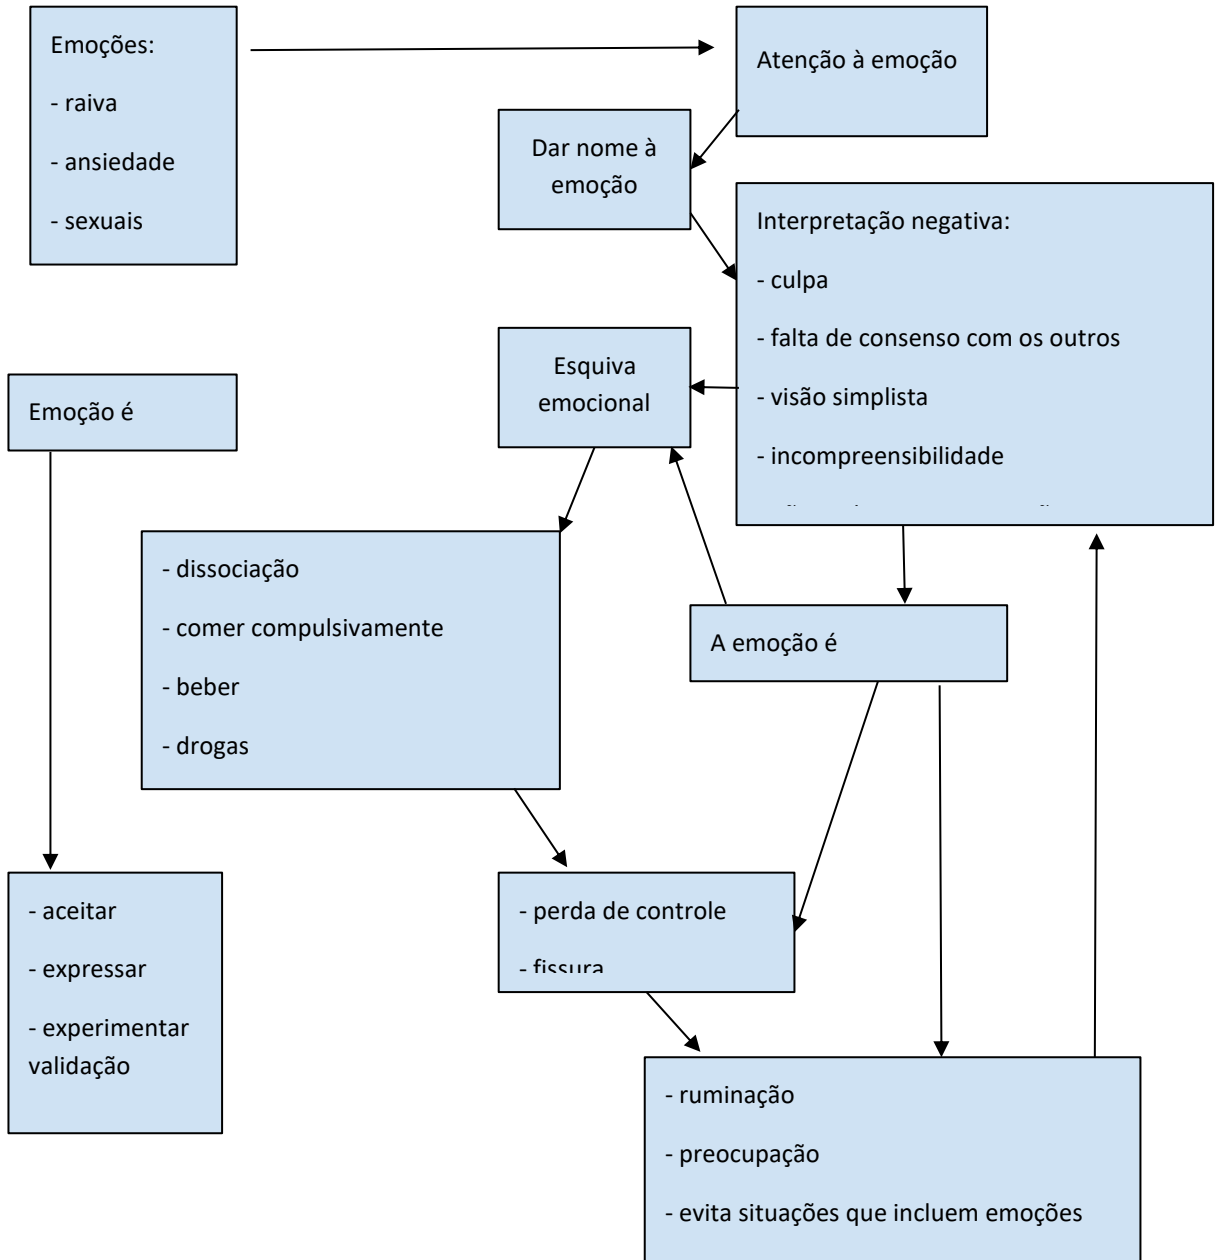 Emoções:
- raiva
- ansiedade
- sexuais
Atenção à emoção
Dar nome à
emoção
Interpretação negativa:
- culpa
- falta de consenso com os outros
- visão simplista
- incompreensibilidade
Esquiva
emocional
Emoção é
- dissociação
- comer compulsivamente
- beber
- drogas
A emoção é
- aceitar
- expressar
- experimentar
validação
- perda de controle
- fissura
- ruminação
- preocupação
- evita situações que incluem emoções